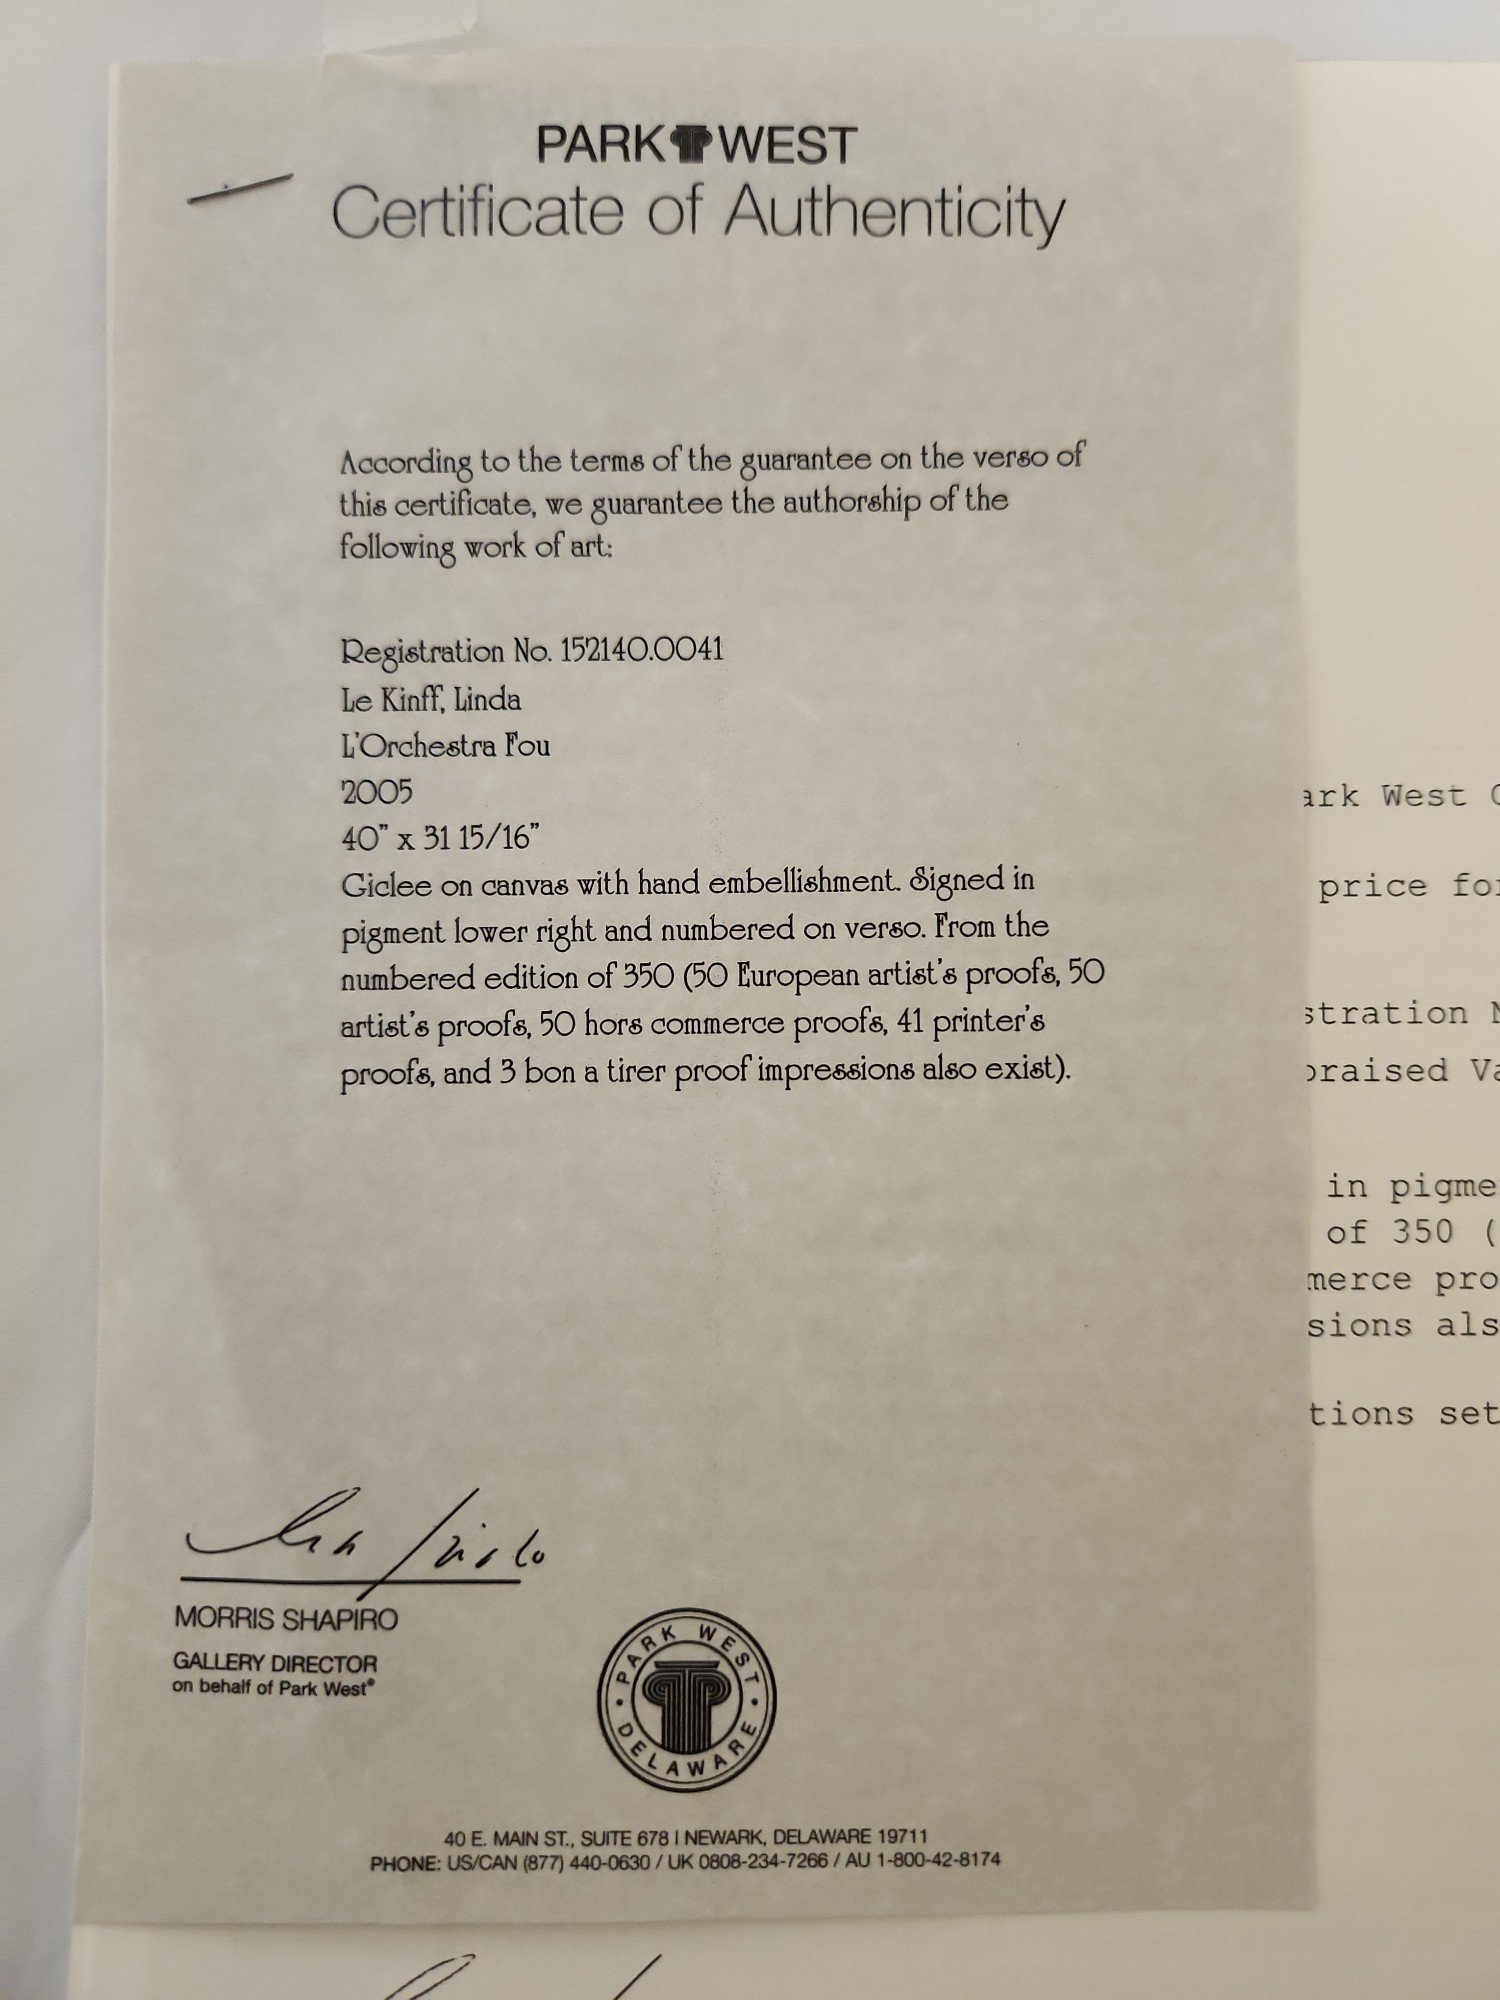 PARK WEST
Certificate of Authenticity
According to the terms of the guarantee on the verso of
this certificate, we guarantee the authorship of the
following work of art:
Registration No. 152140.0041
Le Kinff, Linda
L'Orchestra Fou
2005
40" x 31 15/16"
Giclee on canvas with hand embellishment. Signed in
pigment lower right and numbered on verso. From the
numbered edition of 350 (50 European artist's proofs, 50
artist's proofs, 50 hors commerce proofs, 41 printer's
proofs, and 3 bon a tirer proof impressions also exist).
MORRIS SHAPIRO
GALLERY DIRECTOR
on behalf of Park West®
PARK WEST
DELAWARE
40 E. MAIN ST., SUITE 678 | NEWARK, DELAWARE 19711
PHONE: US/CAN (877) 440-0630 / UK 0808-234-7266 / AU 1-800-42-8174
ark West
price for
stration
praised Va
in pigme
of 350 (
merce pro
sions als
tions set